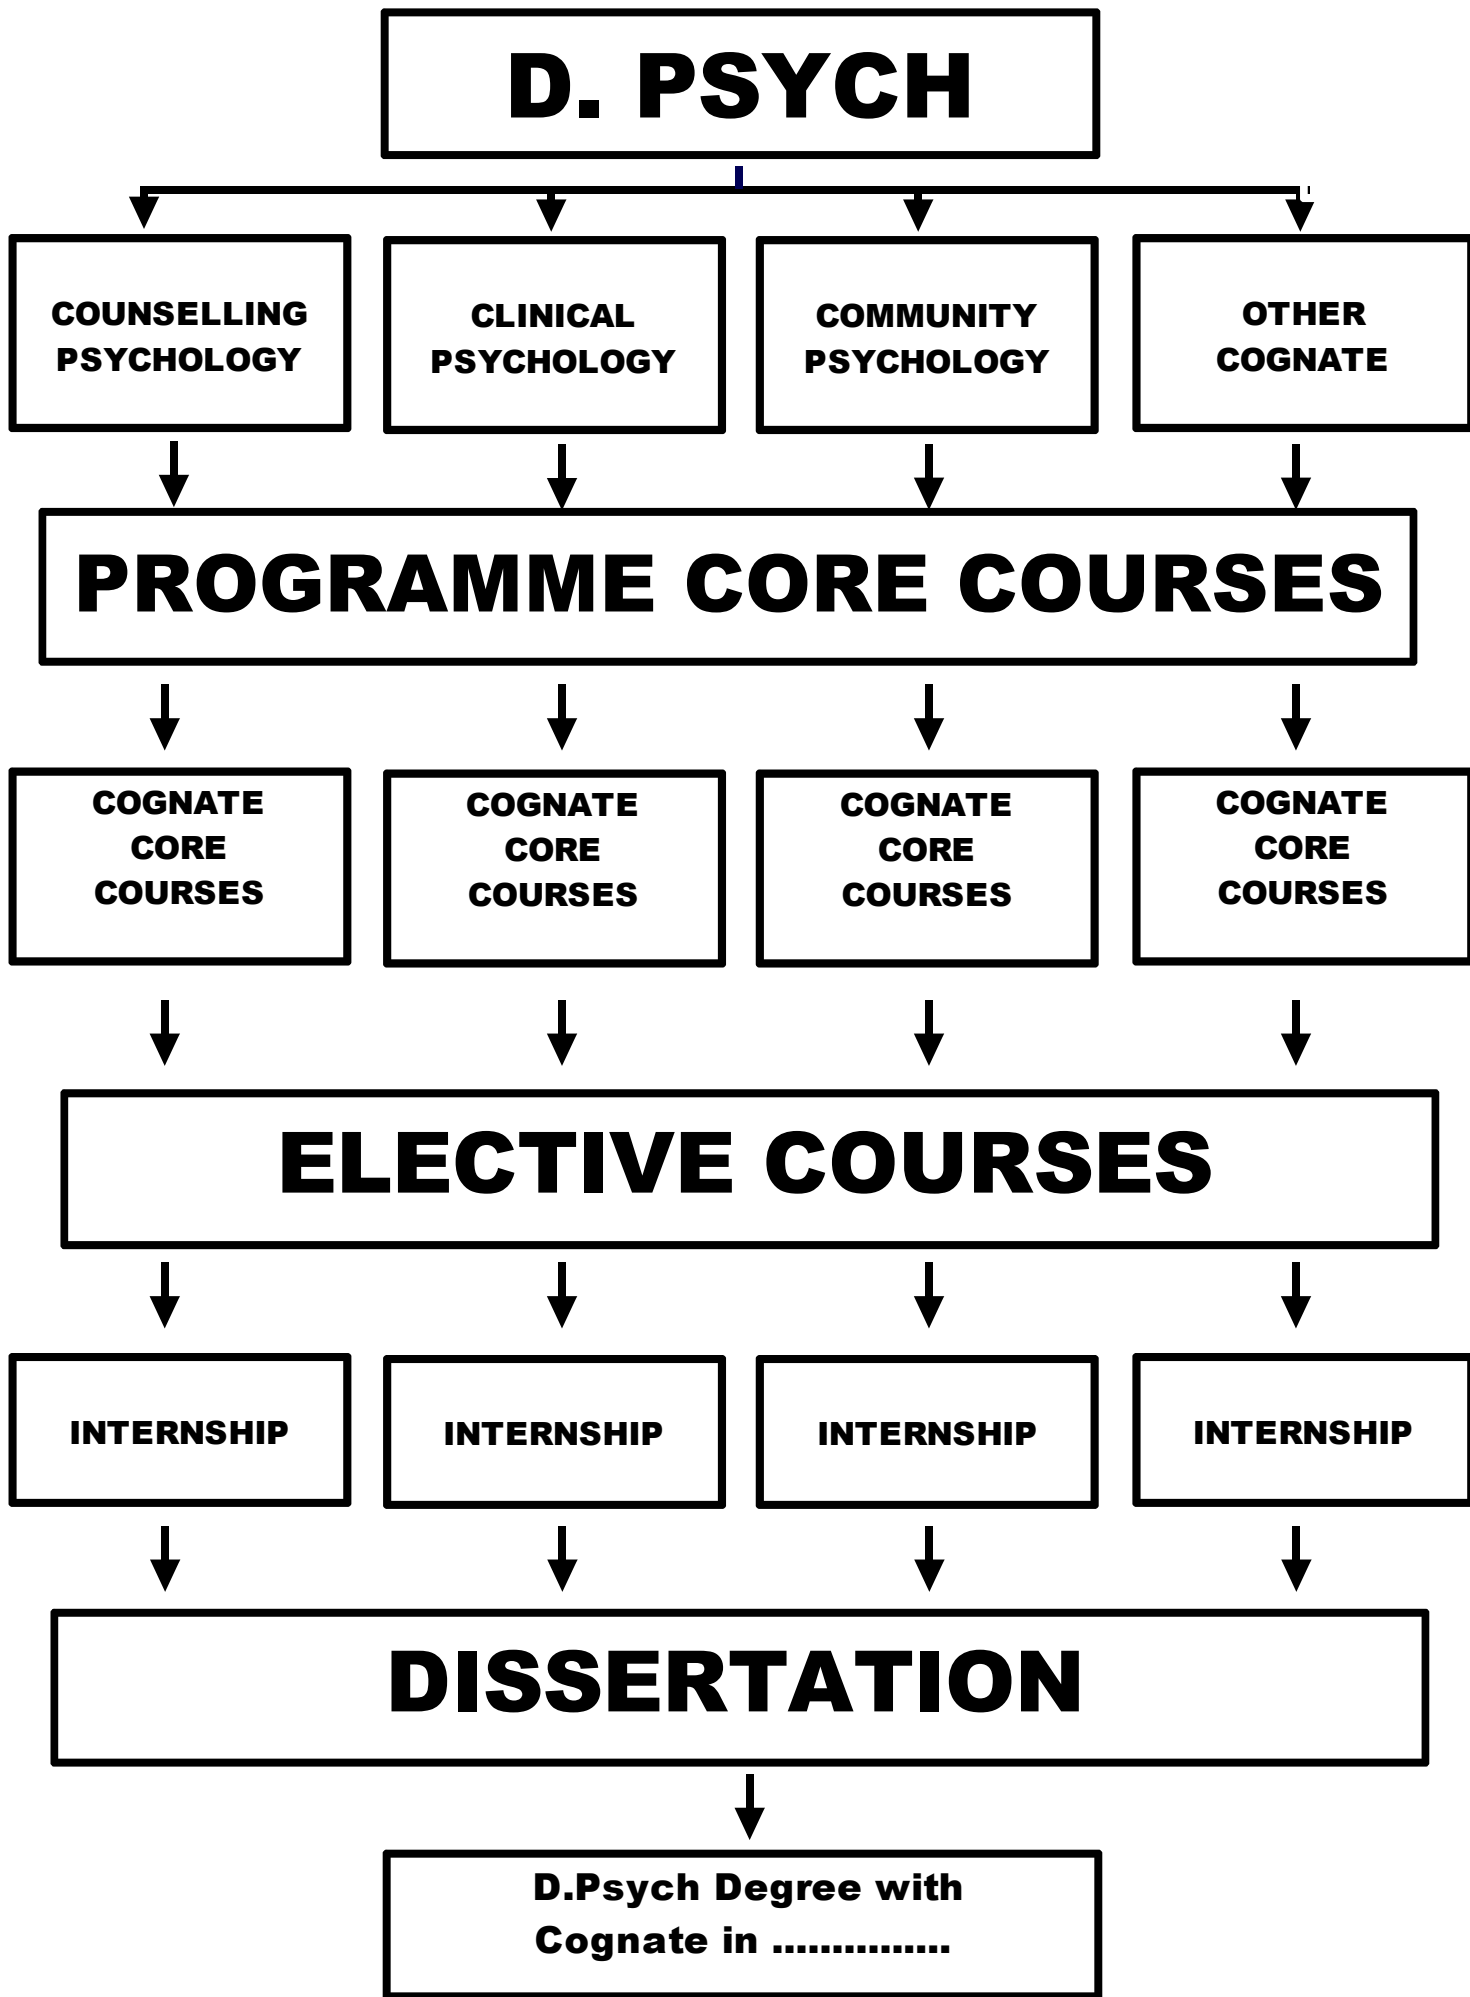 D. PSYCH
COUNSELLING
PSYCHOLOGY
CLINICAL
PSYCHOLOGY
COMMUNITY
PSYCHOLOGY
OTHER
COGNATE
PROGRAMME CORE COURSES
COGNATE
CORE
COURSES
COGNATE
CORE
COURSES
COGNATE
CORE
COURSES
COGNATE
CORE
COURSES
ELECTIVE COURSES
INTERNSHIP
INTERNSHIP
INTERNSHIP
INTERNSHIP
DISSERTATION
D.Psych Degree with
Cognate in ...............